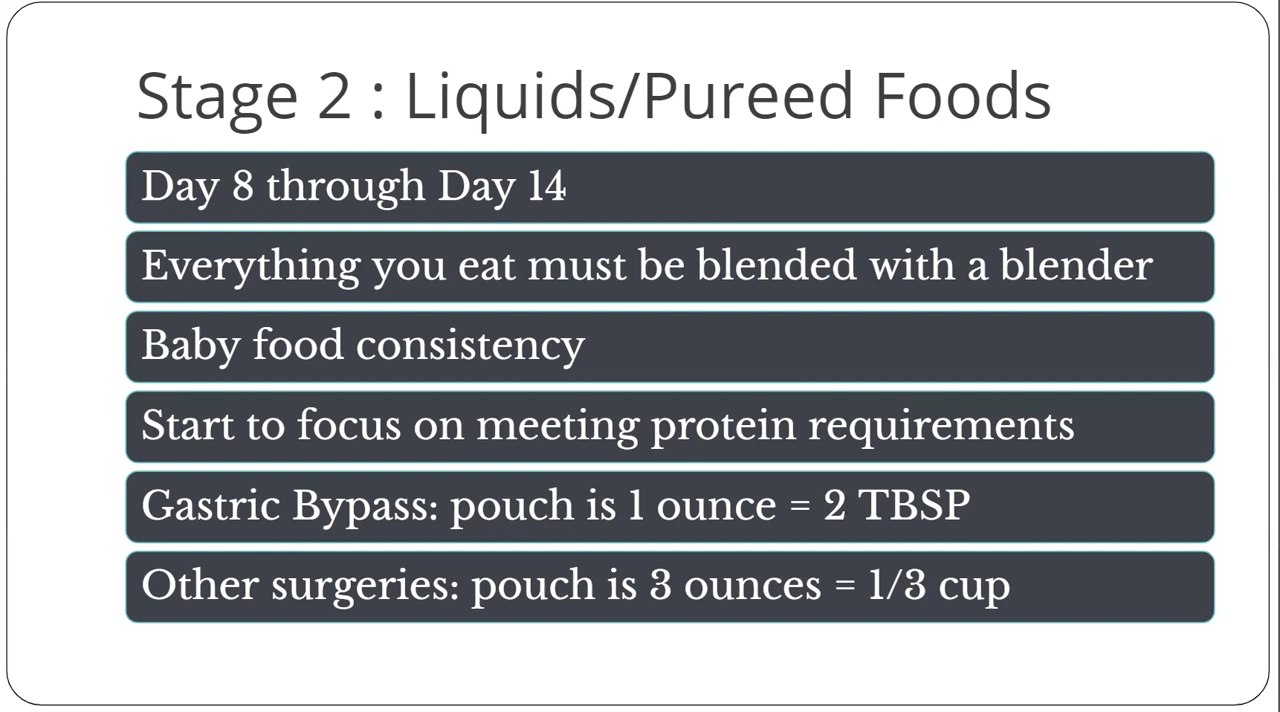 Stage 2 : Liquids/Pureed Foods
Day 8 through Day 14
Everything you eat must be blended with a blender
Baby food consistency
Start to focus on meeting protein requirements
Gastric Bypass: pouch is 1 ounce = 2 TBSP
Other surgeries: pouch is 3 ounces = 1/3 cup